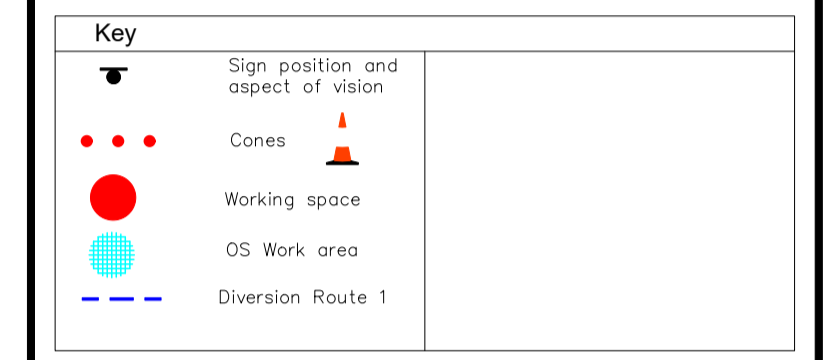 Key
Sign position and
aspect of vision
Cones
Working space
OS Work area
Diversion Route 1